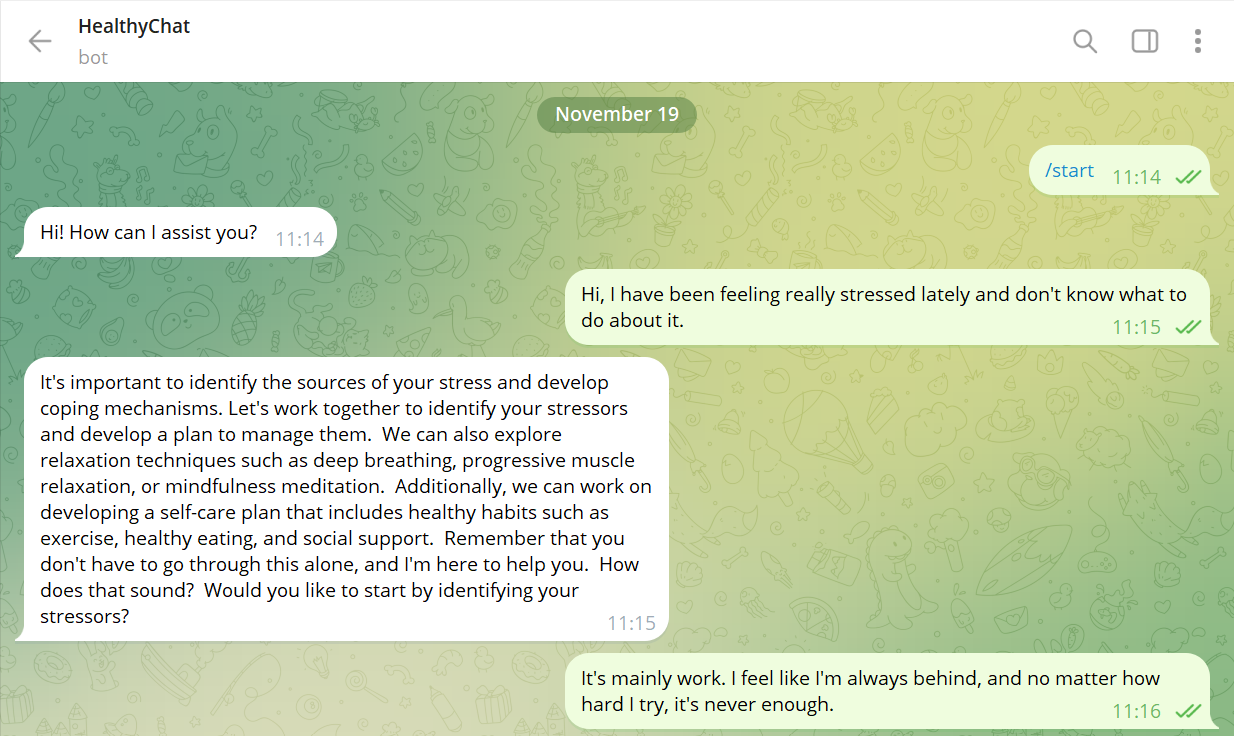 HealthyChat
bot
November 19
/start 11:14
Hi! How can I assist you? 11:14
Hi, I have been feeling really stressed lately and don't know what to
do about it.
11:15
It's important to identify the sources of your stress and develop
coping mechanisms. Let's work together to identify your stressors
and develop a plan to manage them.  We can also explore
relaxation techniques such as deep breathing, progressive muscle
relaxation, or mindfulness meditation.  Additionally, we can work on
developing a self-care plan that includes healthy habits such as
exercise, healthy eating, and social support.  Remember that you
don't have to go through this alone, and I'm here to help you.  How
does that sound?  Would you like to start by identifying your
stressors?
11:15
It's mainly work. I feel like I'm always behind, and no matter how
hard I try, it's never enough.
11:16